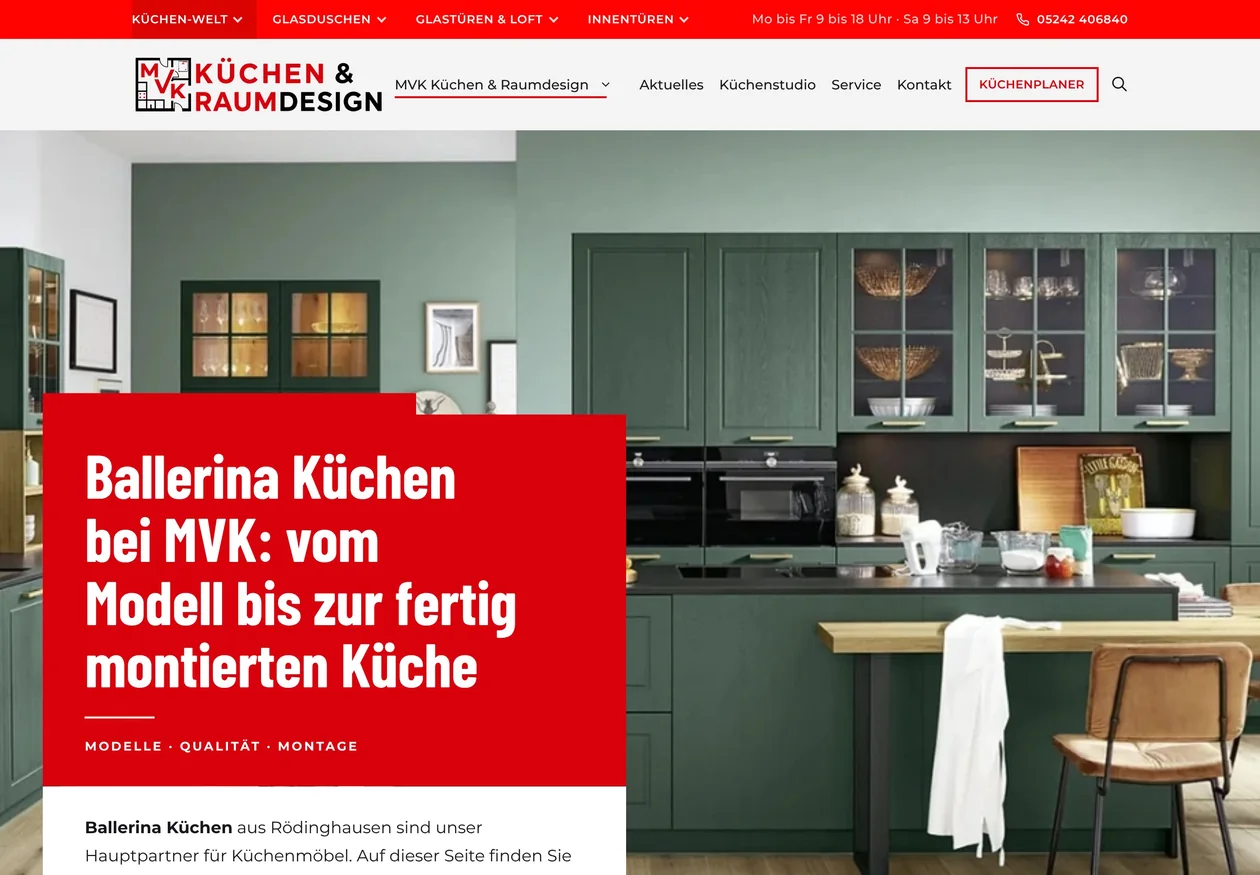 KÜCHEN-WELT
GLASDUSCHEN
GLASTÜREN & LOFT
INNENTÜREN
Mo bis Fr 9 bis 18 Uhr · Sa 9 bis 13 Uhr
05242 406840
MVK
KÜCHEN &
RAUMDESIGN
MVK Küchen & Raumdesign
Aktuelles
Küchenstudio
Service
Kontakt
KÜCHENPLANER
Ballerina Küchen
bei MVK: vom
Modell bis zur fertig
montierten Küche
MODELLE · QUALITÄT · MONTAGE
Ballerina Küchen aus Rödinghausen sind unser
Hauptpartner für Küchenmöbel. Auf dieser Seite finden Sie